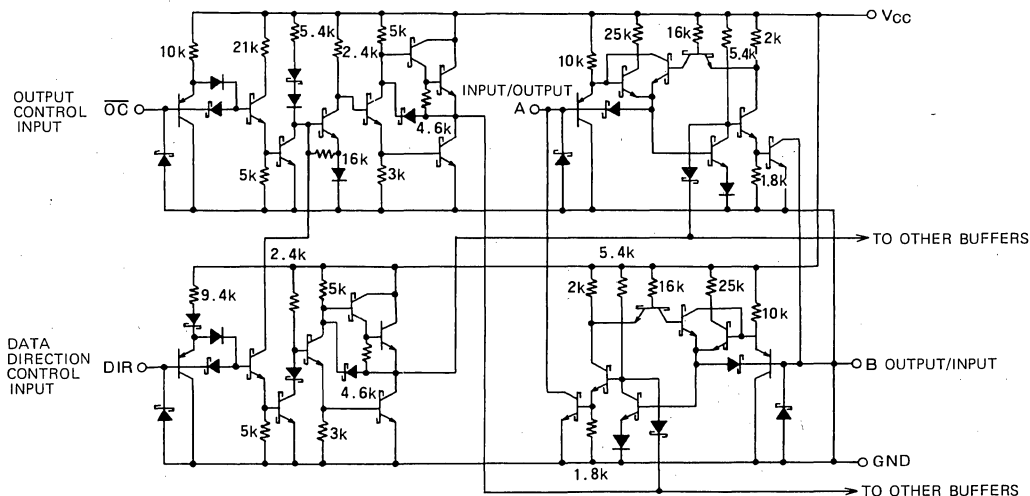 VCC
5.4k
5k
25k
16k
2k
10k
21k
2.4k
10k
5.4k
OUTPUT
CONTROL
INPUT
OC
INPUT/OUTPUT
A
4.6k
16k
5k
3k
1.8k
TO OTHER BUFFERS
2.4k
5.4k
9.4k
5k
2k
16k
25k
10k
DATA
DIRECTION
CONTROL
INPUT
DIR
B OUTPUT/INPUT
4.6k
5k
3k
1.8k
GND
TO OTHER BUFFERS